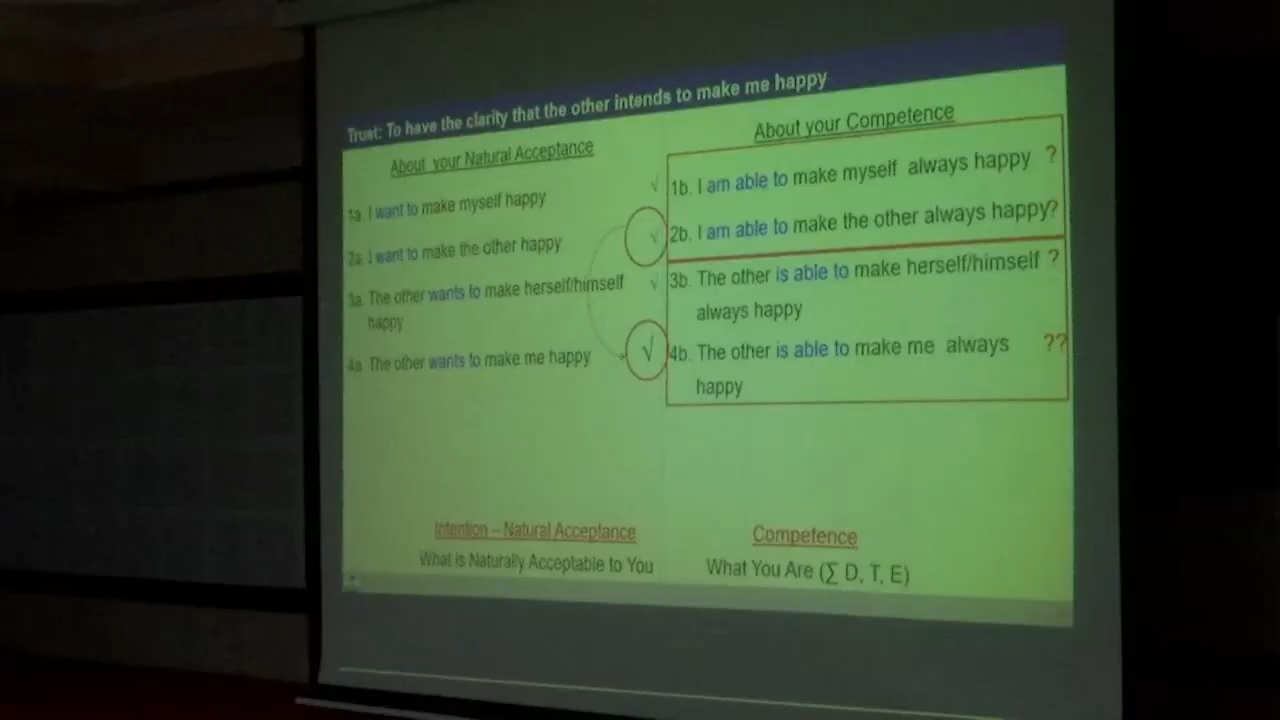 Trust: To have the clarity that the other intends to make me happy
About your Natural Acceptance
1a. I want to make myself happy √
2a. I want to make the other happy √
3a. The other wants to make herself/himself √
happy
4a. The other wants to make me happy √
About your Competence
1b. I am able to make myself always happy ?
2b. I am able to make the other always happy?
3b. The other is able to make herself/himself ?
always happy
4b. The other is able to make me always ??
happy
Intention – Natural Acceptance
What is Naturally Acceptable to You
Competence
What You Are (∑ D, T, E)